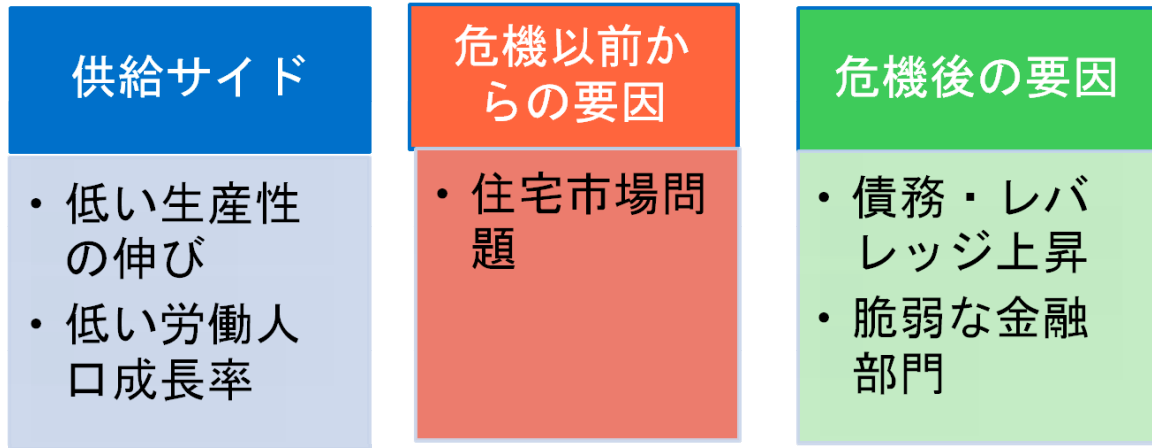 供給サイド
・低い生産性
の伸び
・低い労働人
口成長率
危機以前か
らの要因
・住宅市場問
題
危機後の要因
・債務・レバ
レッジ上昇
・脆弱な金融
部門